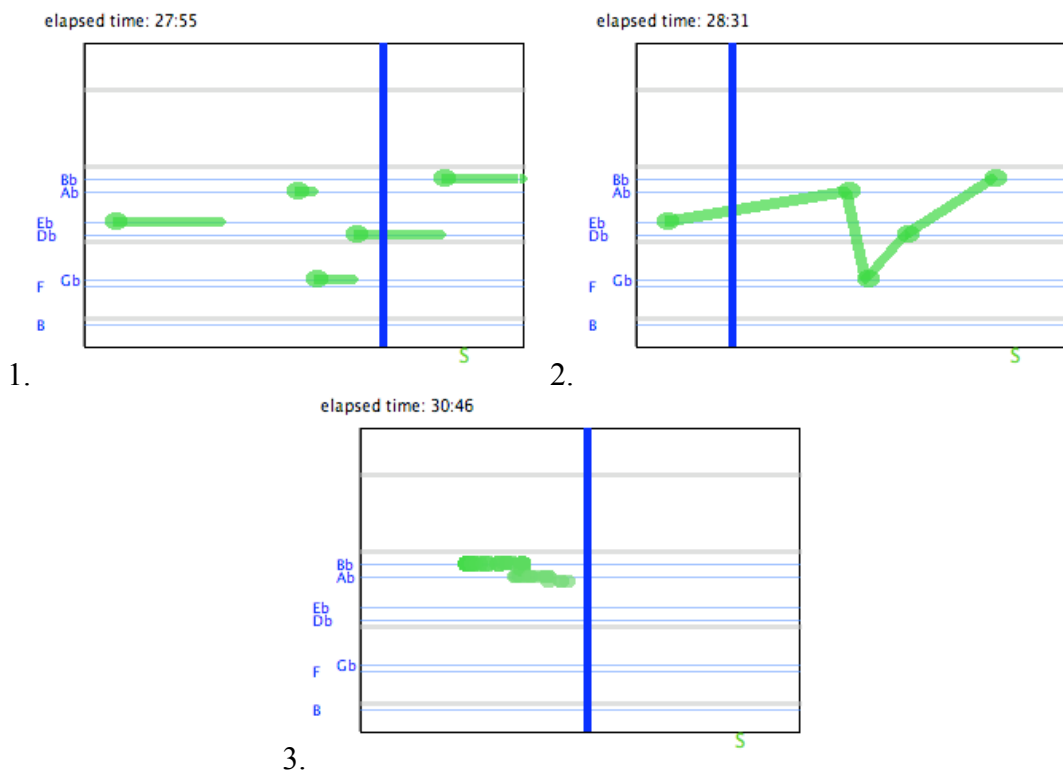 elapsed time: 27:55
Bb
Ab
Eb
Db
Gb
F
B
S
1.
elapsed time: 28:31
Bb
Ab
Eb
Db
Gb
F
B
S
2.
elapsed time: 30:46
Bb
Ab
Eb
Db
Gb
F
B
S
3.